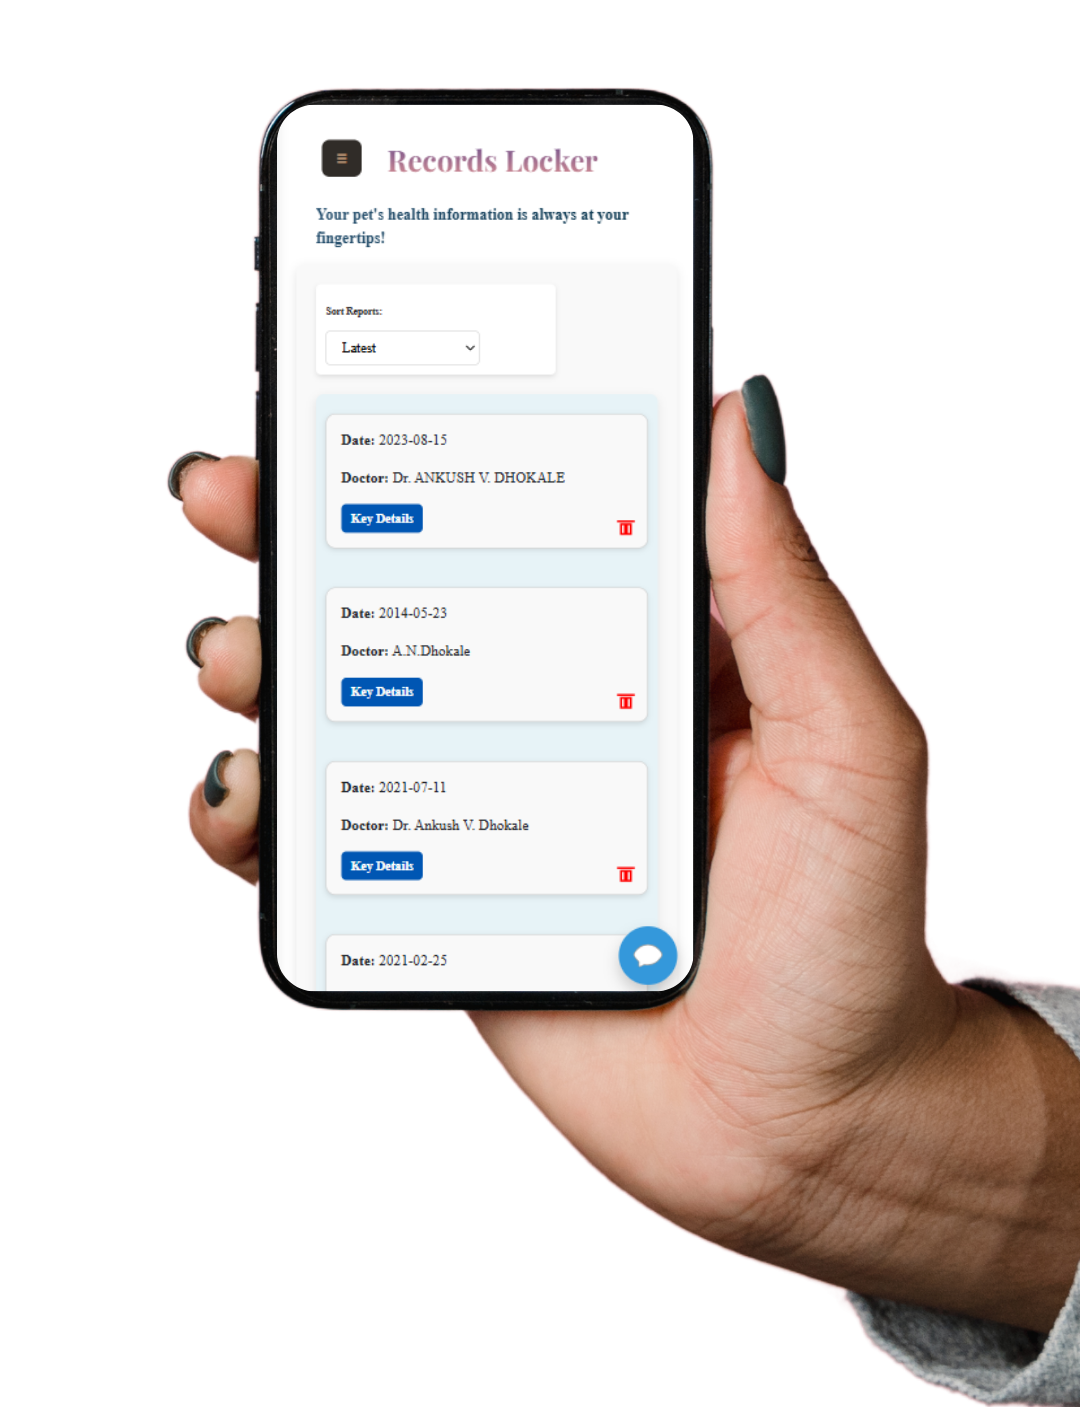 Records Locker
Your pet's health information is always at your
fingertips!
Sort Reports:
Latest
Date: 2023-08-15
Doctor: Dr. ANKUSH V. DHOKALE
Key Details
Date: 2014-05-23
Doctor: A.N.Dhokale
Key Details
Date: 2021-07-11
Doctor: Dr. Ankush V. Dhokale
Key Details
Date: 2021-02-25